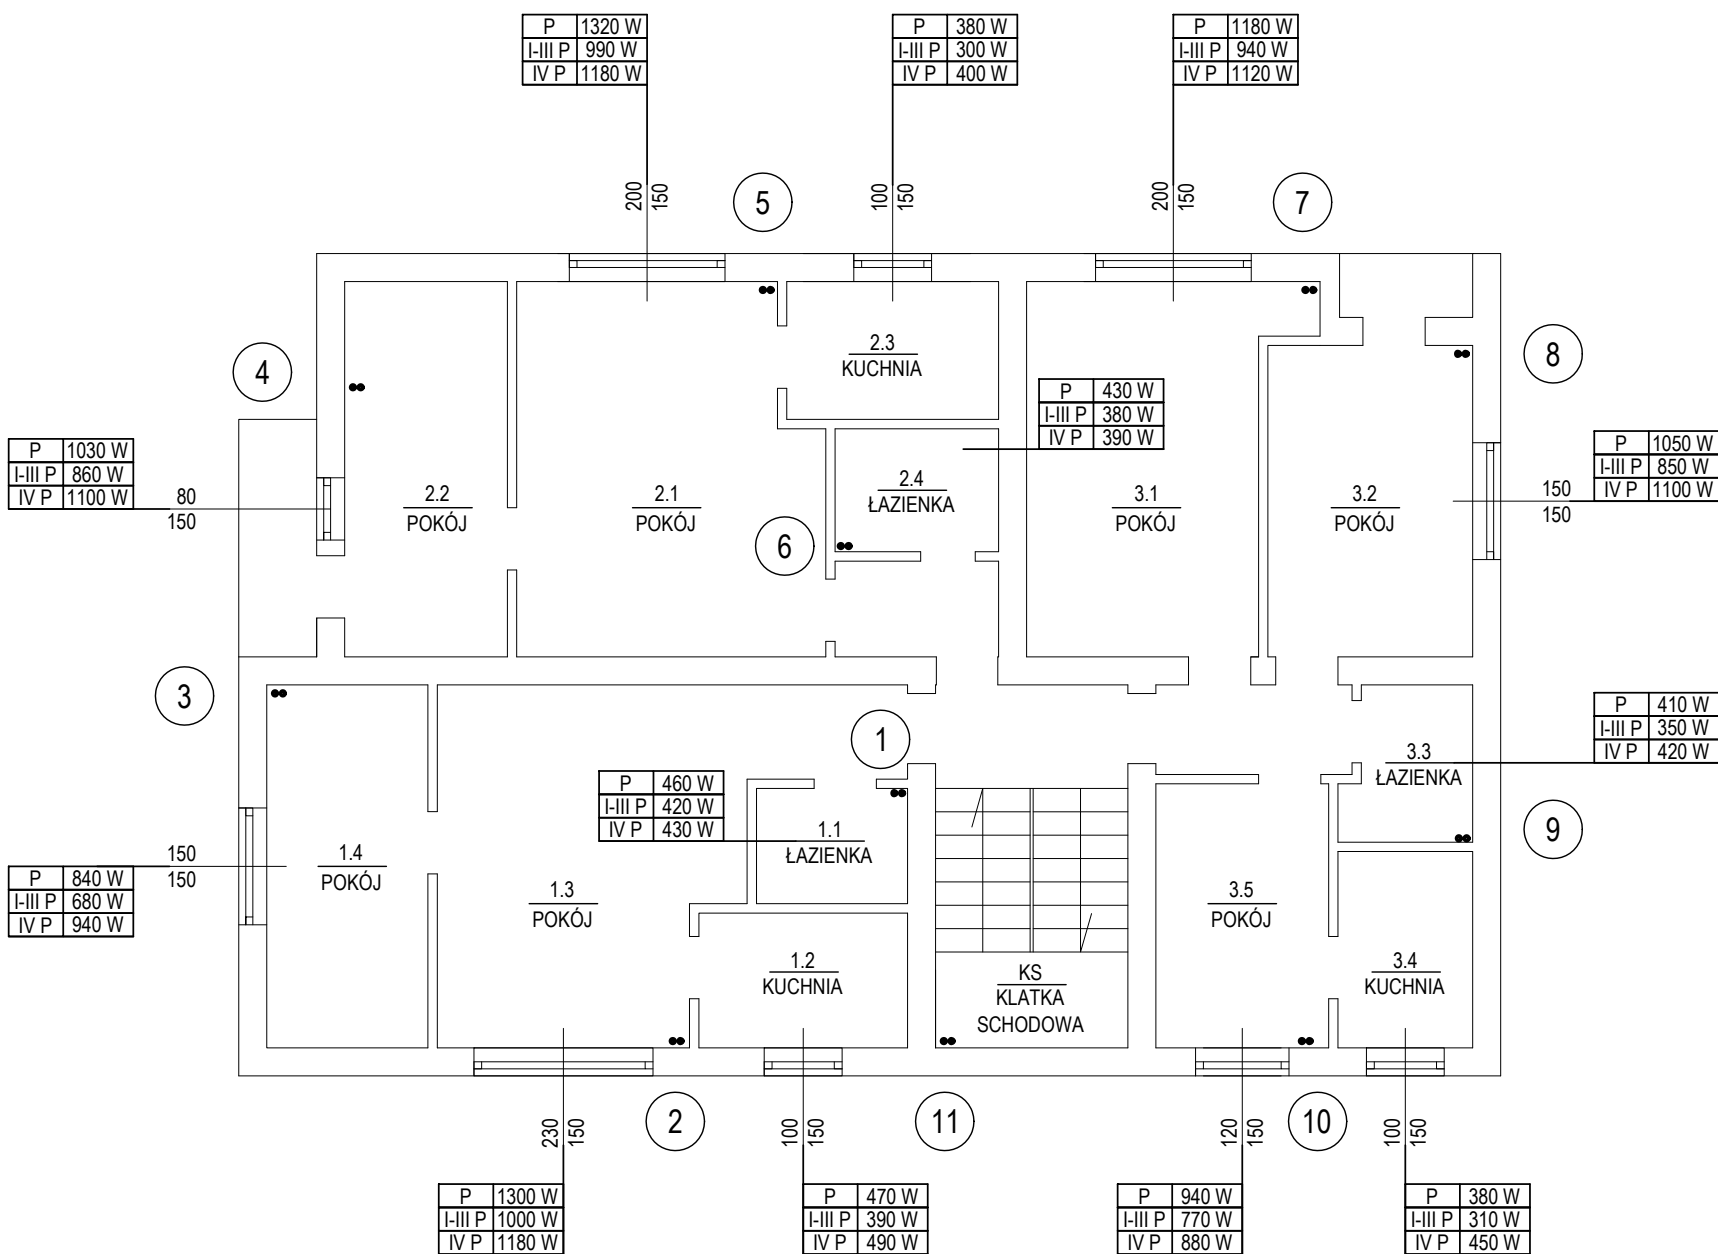 P 1320 W
I-III P 990 W
IV P 1180 W
P 380 W
I-III P 300 W
IV P 400 W
P 1180 W
I-III P 940 W
IV P 1120 W
200
150
5
100
150
200
150
7
4
2.3
KUCHNIA
8
P 430 W
I-III P 380 W
IV P 390 W
P 1030 W
I-III P 860 W
IV P 1100 W
80
150
2.2
POKÓJ
2.1
POKÓJ
2.4
ŁAZIENKA
3.1
POKÓJ
3.2
POKÓJ
150
150
P 1050 W
I-III P 850 W
IV P 1100 W
6
3
1
P 410 W
I-III P 350 W
IV P 420 W
3.3
ŁAZIENKA
P 460 W
I-III P 420 W
IV P 430 W
1.1
ŁAZIENKA
9
150
150
P 840 W
I-III P 680 W
IV P 940 W
1.4
POKÓJ
1.3
POKÓJ
3.5
POKÓJ
1.2
KUCHNIA
KS
KLATKA
SCHODOWA
3.4
KUCHNIA
230
150
2
100
150
11
120
150
10
100
150
P 1300 W
I-III P 1000 W
IV P 1180 W
P 470 W
I-III P 390 W
IV P 490 W
P 940 W
I-III P 770 W
IV P 880 W
P 380 W
I-III P 310 W
IV P 450 W